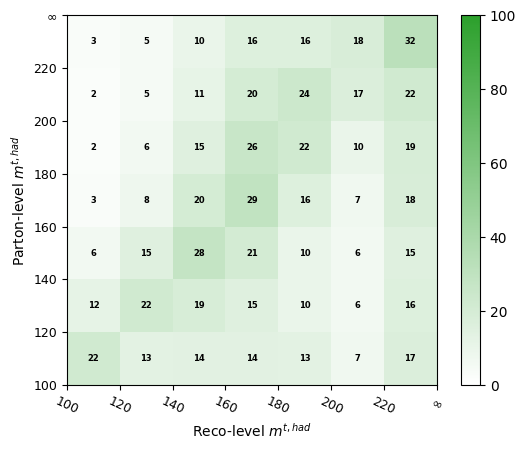 ∞ 3 5 10 16 16 18 32 100
220 2 5 11 20 24 17 22 80
200 2 6 15 26 22 10 19 60
180 3 8 20 29 16 7 18
160 6 15 28 21 10 6 15 40
140 12 22 19 15 10 6 16 20
120 22 13 14 14 13 7 17
100 0
100 120 140 160 180 200 220 ∞
Parton-level m^{t,had}
Reco-level m^{t,had}